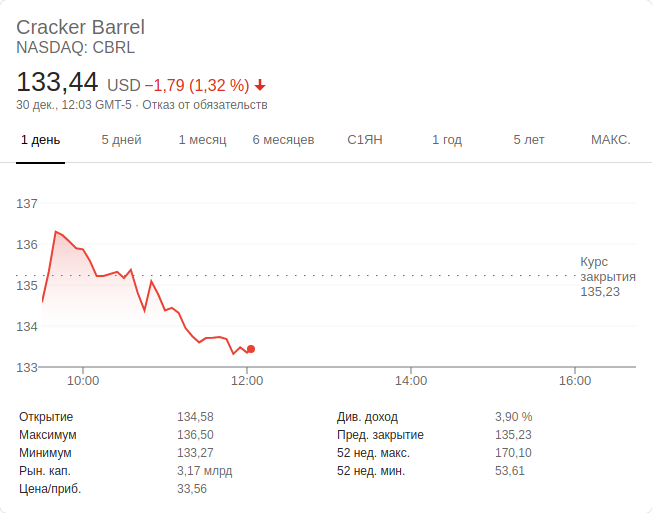 Cracker Barrel
NASDAQ: CBRL
133,44 USD −1,79 (1,32 %)
30 дек., 12:03 GMT-5 · Отказ от обязательств
1 день 5 дней 1 месяц 6 месяцев С1ЯН 1 год 5 лет МАКС.
137
136
135
134
133
Курс
закрытия
135,23
10:00 12:00 14:00 16:00
Открытие 134,58 Див. доход 3,90 %
Максимум 136,50 Пред. закрытие 135,23
Минимум 133,27 52 нед. макс. 170,10
Рын. кап. 3,17 млрд 52 нед. мин. 53,61
Цена/приб. 33,56